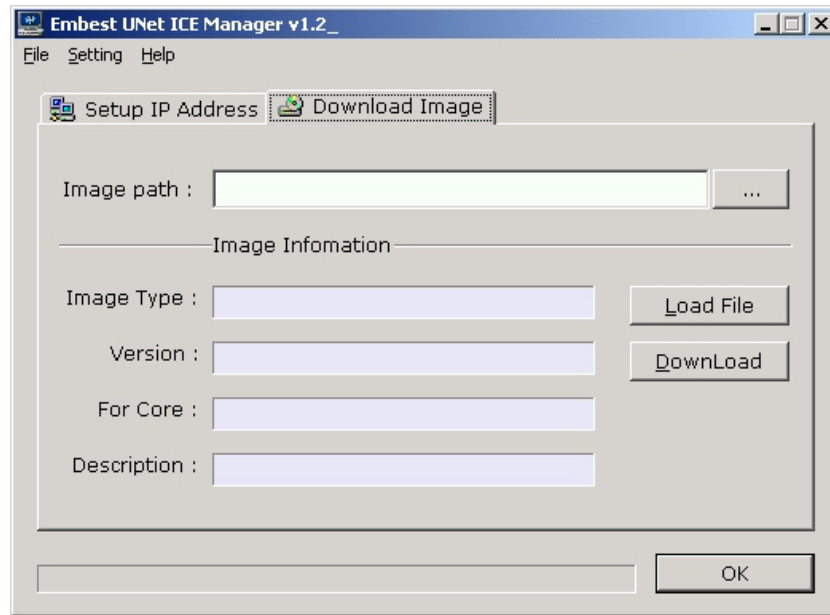 Embest UNet ICE Manager v1.2_
File Setting Help
Setup IP Address Download Image
Image path : ...
Image Infomation
Image Type : Load File
Version : DownLoad
For Core :
Description :
OK